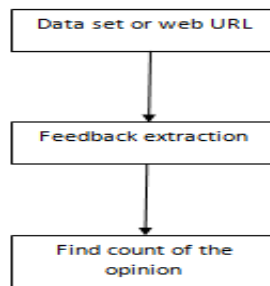 Data set or web URL
Feedback extraction
Find count of the
opinion